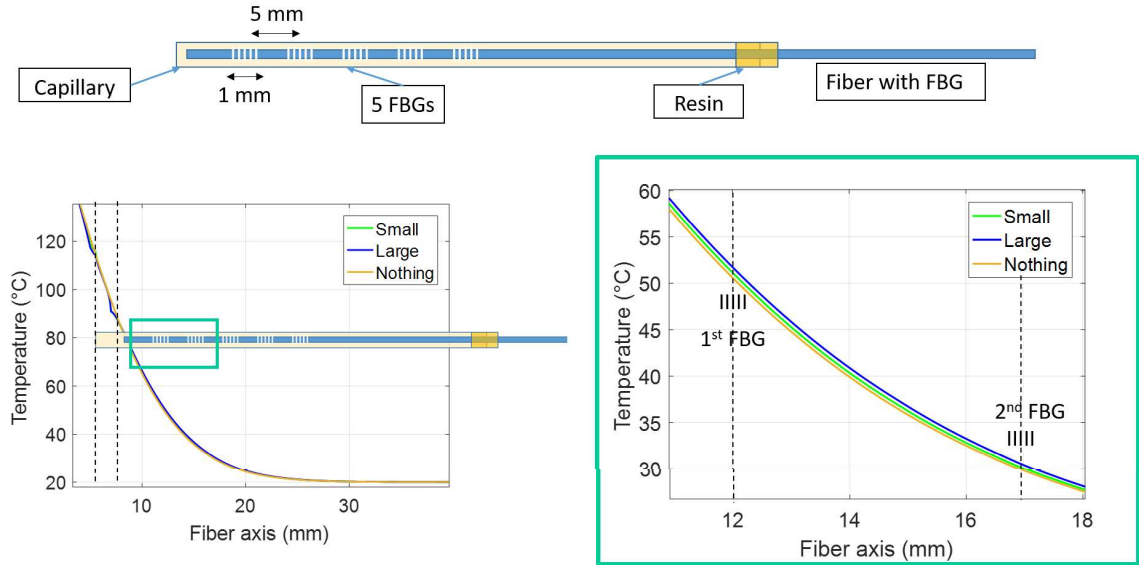 5 mm
Capillary
1 mm
5 FBGs
Resin
Fiber with FBG
Temperature (°C)
120
100
80
60
40
20
10
20
30
Fiber axis (mm)
Small
Large
Nothing
Temperature (°C)
60
55
50
45
40
35
30
12
14
16
18
Fiber axis (mm)
Small
Large
Nothing
1st FBG
2nd FBG